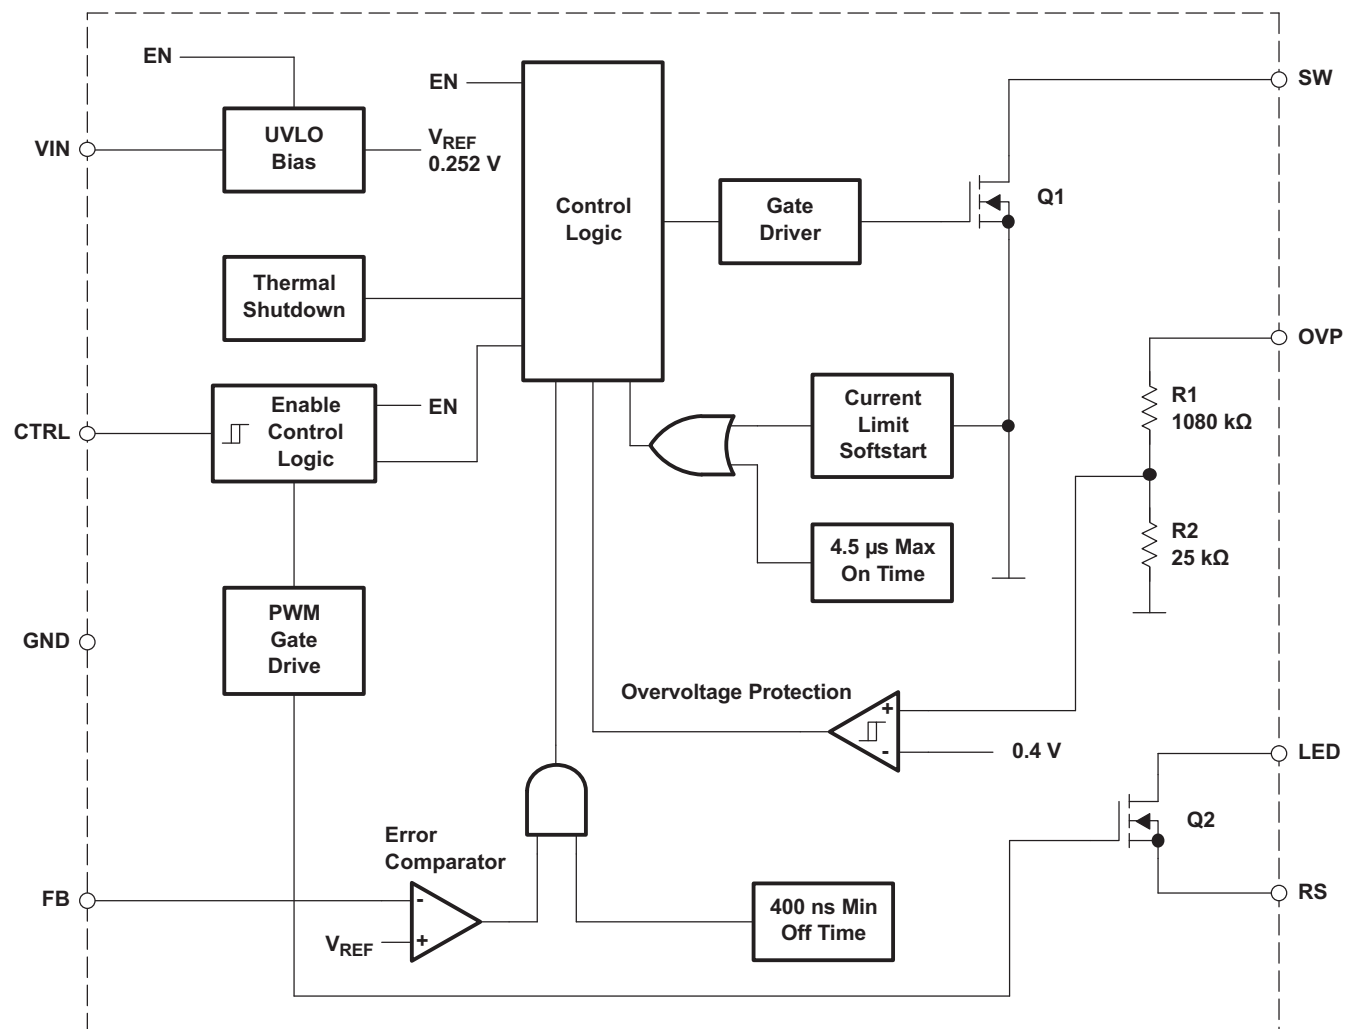 EN
EN
SW
UVLO
Bias
VIN
VREF
0.252 V
Control
Logic
Gate
Driver
Q1
Thermal
Shutdown
OVP
R1
1080 kΩ
Enable
Control
Logic
EN
CTRL
Current
Limit
Softstart
R2
25 kΩ
4.5 µs Max
On Time
PWM
Gate
Drive
GND
Overvoltage Protection
+
-
0.4 V
LED
Q2
Error
Comparator
FB
-
VREF
+
400 ns Min
Off Time
RS